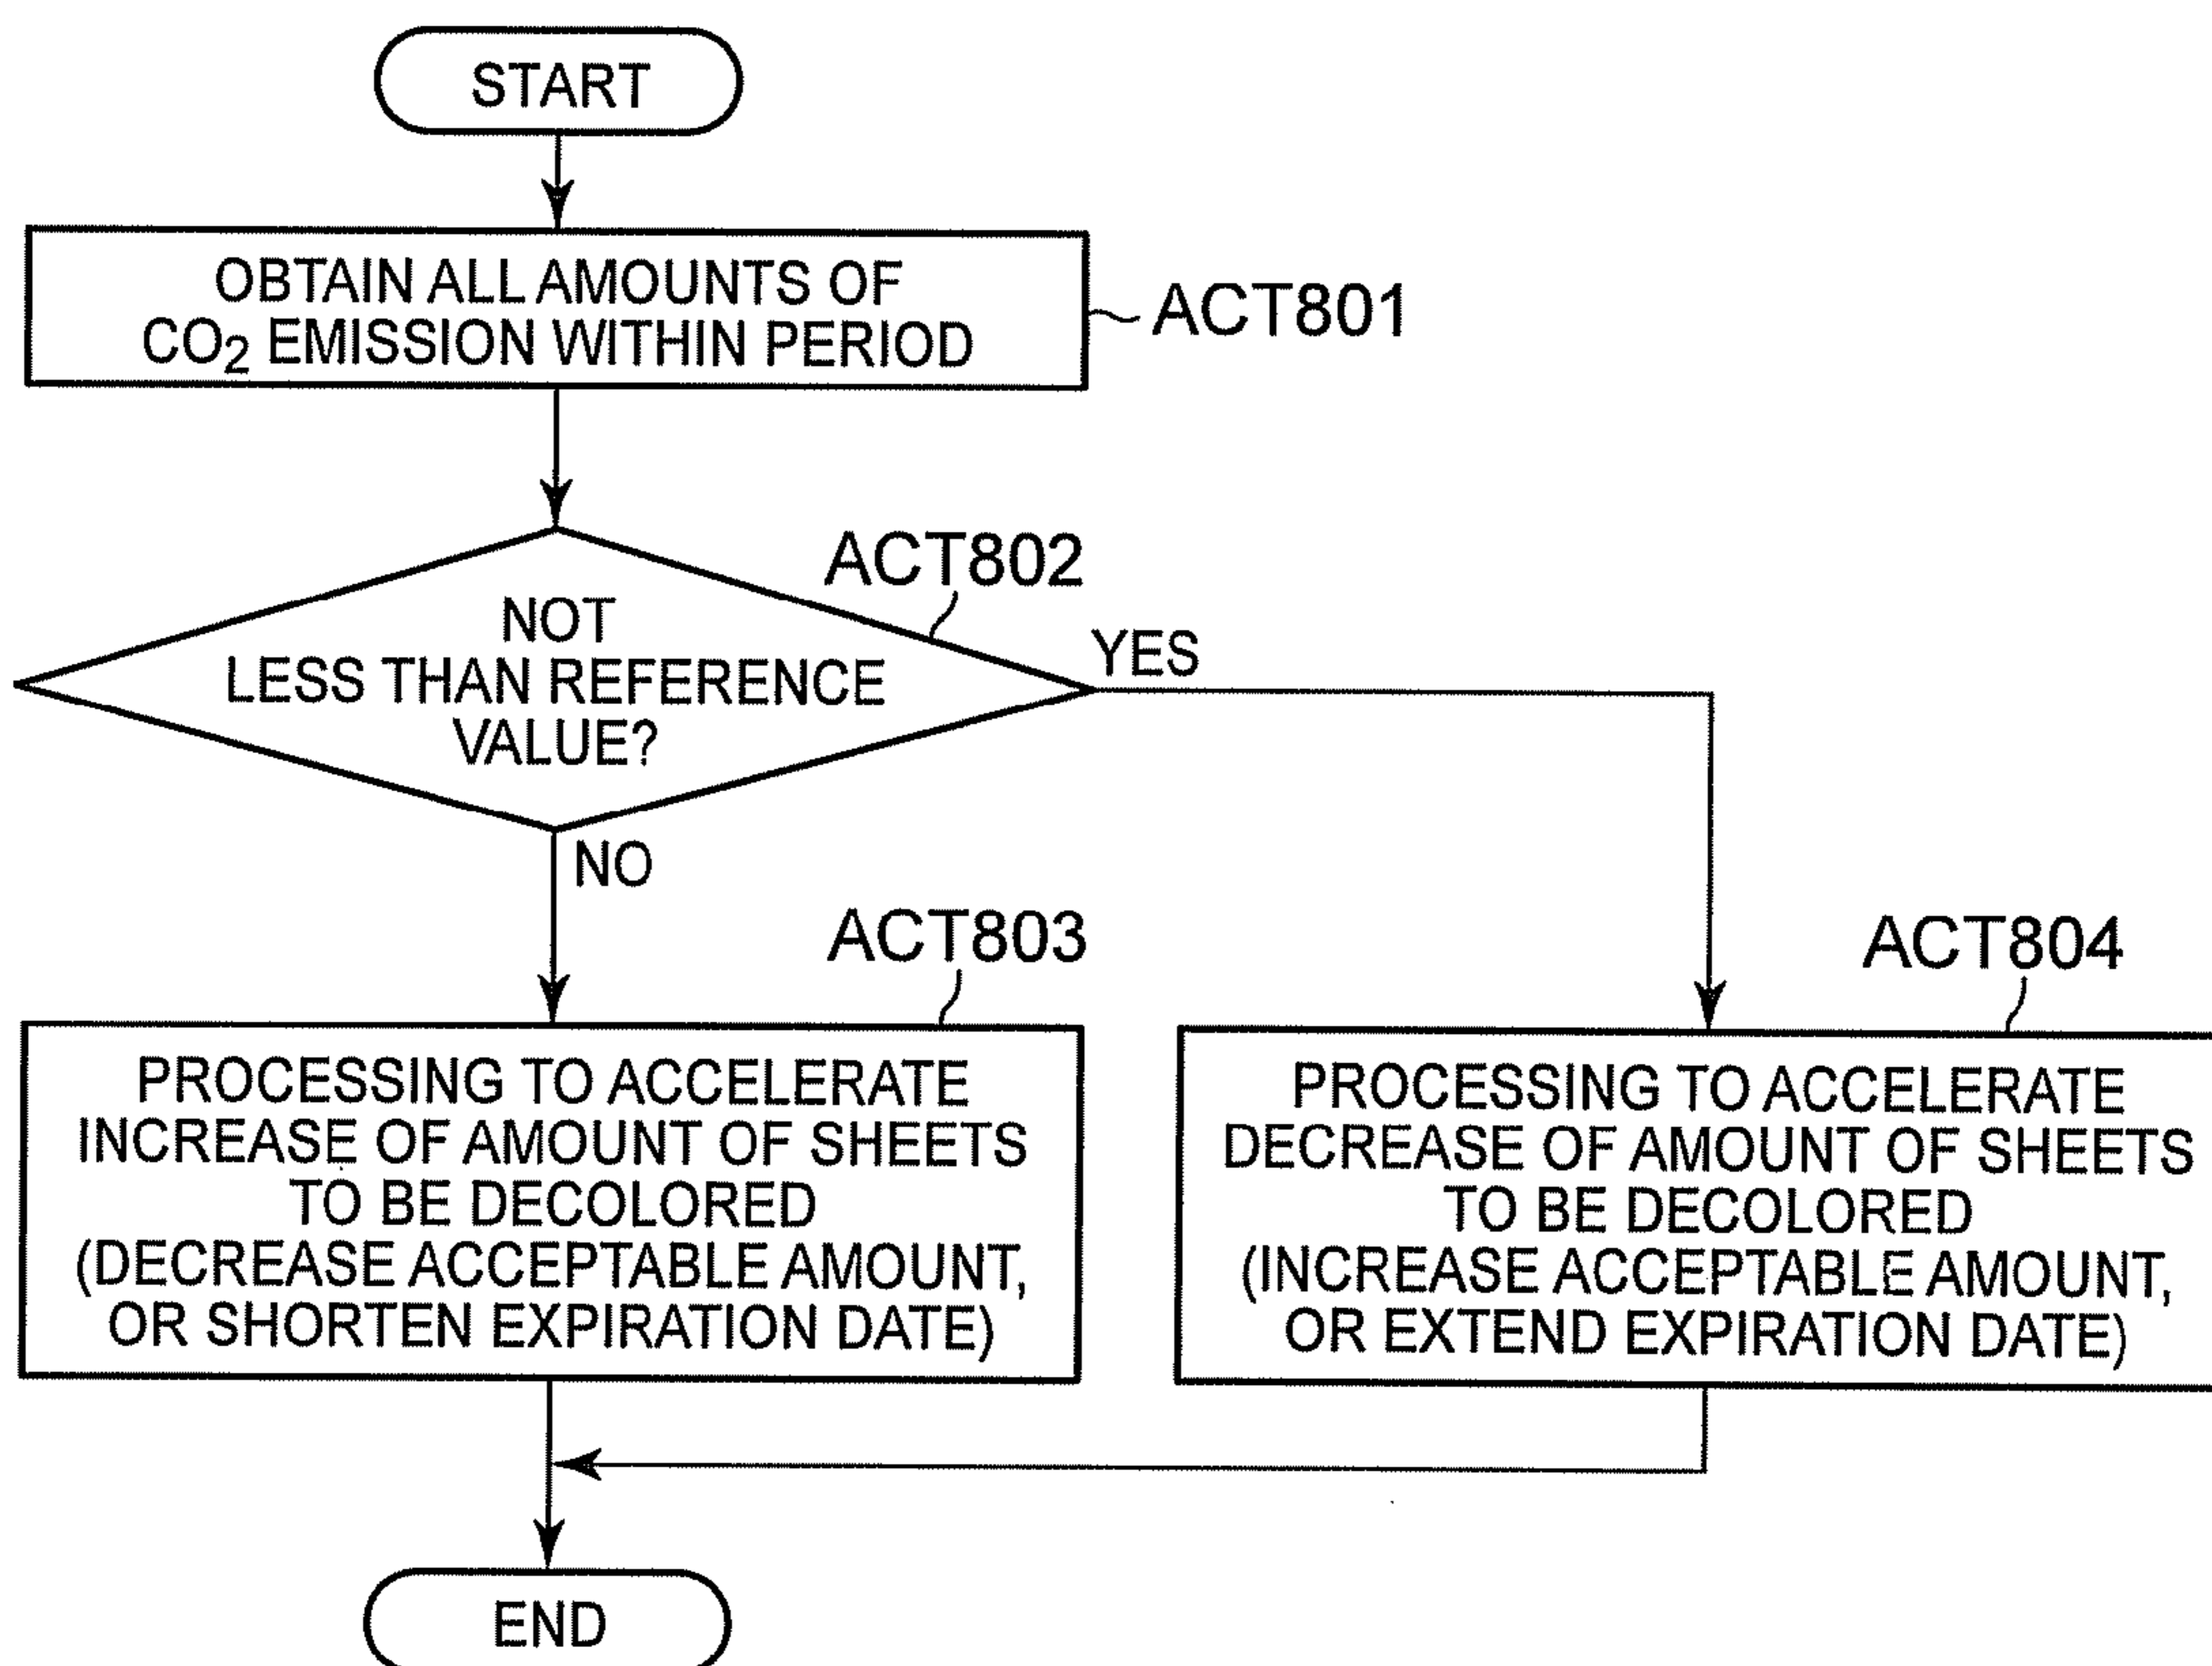 START
OBTAIN ALL AMOUNTS OF
CO₂ EMISSION WITHIN PERIOD
ACT801
ACT802
NOT
LESS THAN REFERENCE
VALUE?
YES
NO
ACT803
PROCESSING TO ACCELERATE
INCREASE OF AMOUNT OF SHEETS
TO BE DECOLORED
(DECREASE ACCEPTABLE AMOUNT,
OR SHORTEN EXPIRATION DATE)
ACT804
PROCESSING TO ACCELERATE
DECREASE OF AMOUNT OF SHEETS
TO BE DECOLORED
(INCREASE ACCEPTABLE AMOUNT,
OR EXTEND EXPIRATION DATE)
END